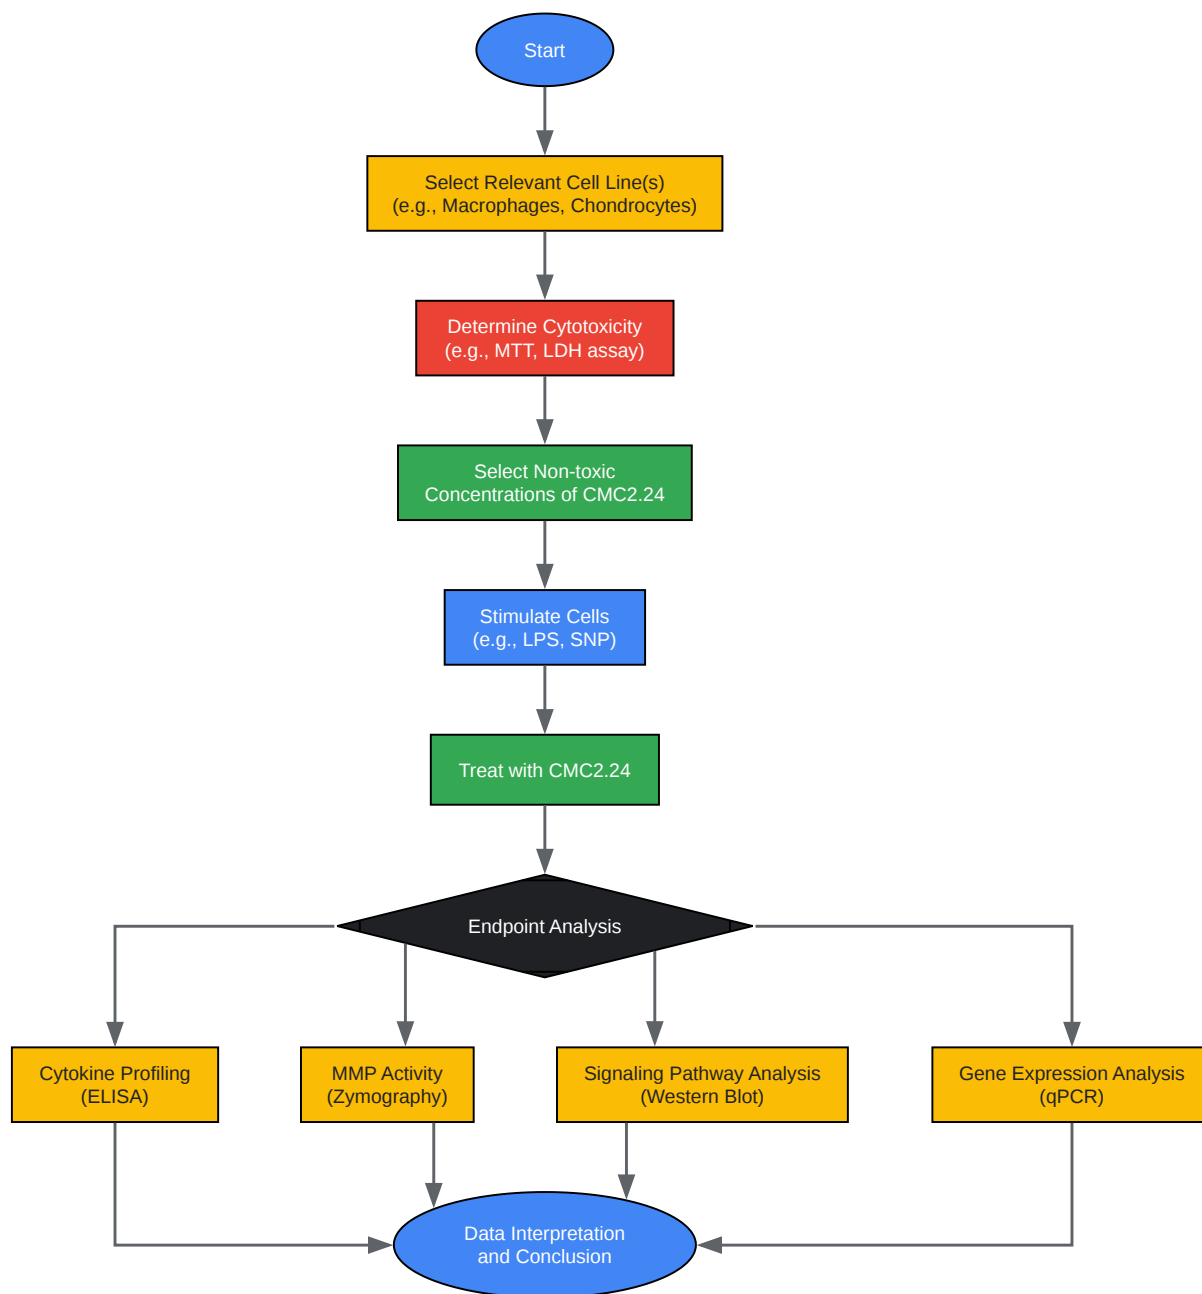 Start
Select Relevant Cell Line(s)
(e.g., Macrophages, Chondrocytes)
Determine Cytotoxicity
(e.g., MTT, LDH assay)
Select Non-toxic
Concentrations of CMC2.24
Stimulate Cells
(e.g., LPS, SNP)
Treat with CMC2.24
Endpoint Analysis
Cytokine Profiling
(ELISA)
MMP Activity
(Zymography)
Signaling Pathway Analysis
(Western Blot)
Gene Expression Analysis
(qPCR)
Data Interpretation
and Conclusion